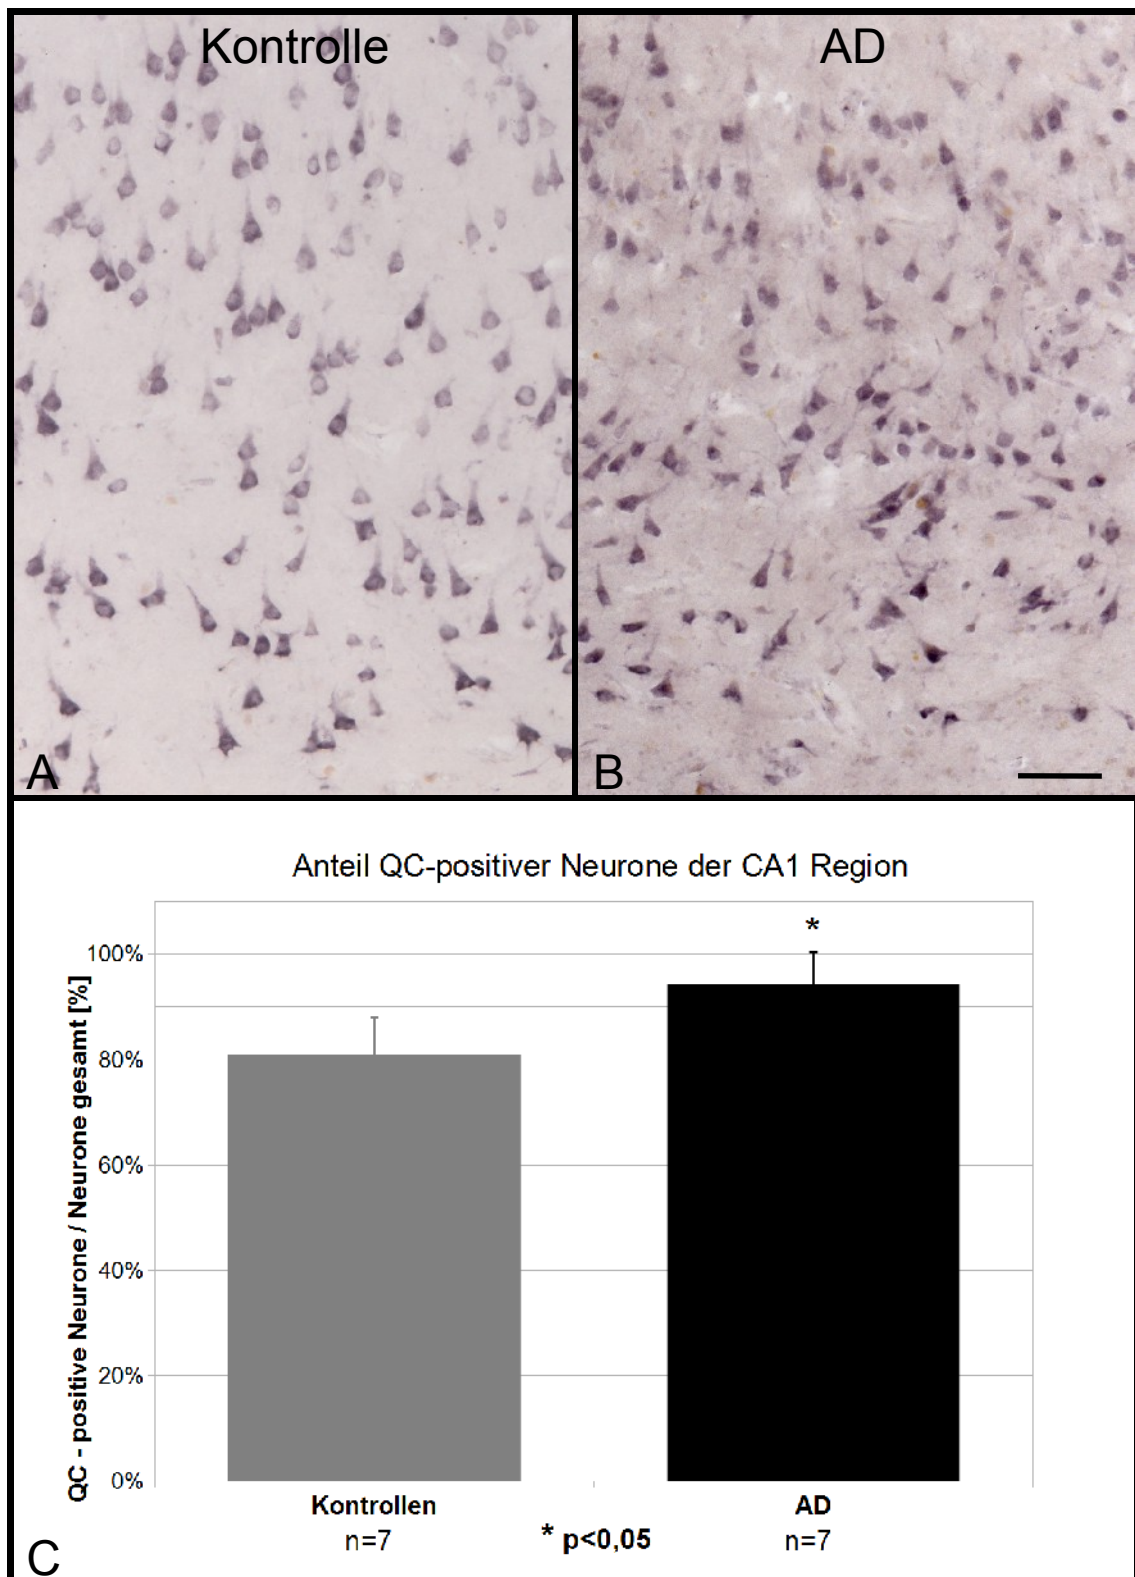 Kontrolle
AD
A
B
Anteil QC-positiver Neurone der CA1 Region
QC - positive Neurone / Neurone gesamt [%]
*
100%
80%
60%
40%
20%
0%
Kontrollen
AD
n=7
* p<0,05
n=7
C